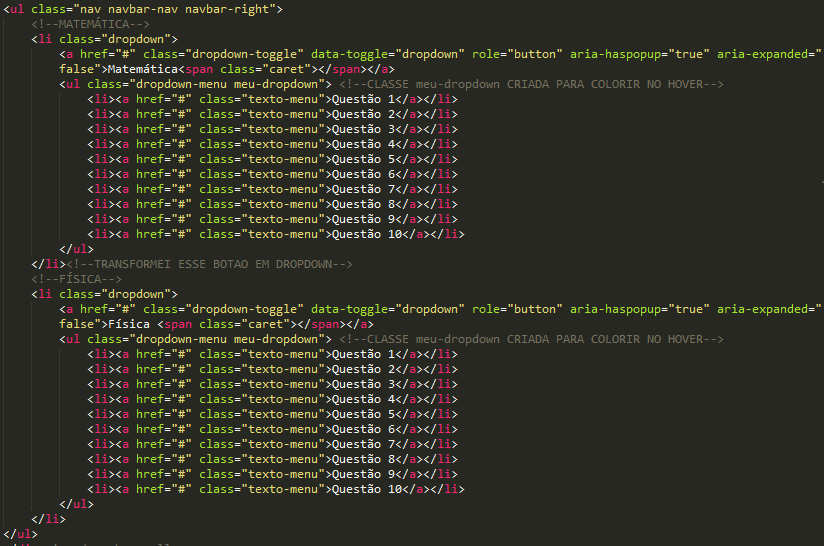 <ul class="nav navbar-nav navbar-right">
<!--MATEMÁTICA-->
<li class="dropdown">
<a href="#" class="dropdown-toggle" data-toggle="dropdown" role="button" aria-haspopup="true" aria-expanded="
false">Matemática<span class="caret"></span></a>
<ul class="dropdown-menu meu-dropdown"> <!--CLASSE meu-dropdown CRIADA PARA COLORIR NO HOVER-->
<li><a href="#" class="texto-menu">Questão 1</a></li>
<li><a href="#" class="texto-menu">Questão 2</a></li>
<li><a href="#" class="texto-menu">Questão 3</a></li>
<li><a href="#" class="texto-menu">Questão 4</a></li>
<li><a href="#" class="texto-menu">Questão 5</a></li>
<li><a href="#" class="texto-menu">Questão 6</a></li>
<li><a href="#" class="texto-menu">Questão 7</a></li>
<li><a href="#" class="texto-menu">Questão 8</a></li>
<li><a href="#" class="texto-menu">Questão 9</a></li>
<li><a href="#" class="texto-menu">Questão 10</a></li>
</ul>
</li><!--TRANSFORMEI ESSE BOTAO EM DROPDOWN-->
<!--FÍSICA-->
<li class="dropdown">
<a href="#" class="dropdown-toggle" data-toggle="dropdown" role="button" aria-haspopup="true" aria-expanded="
false">Física <span class="caret"></span></a>
<ul class="dropdown-menu meu-dropdown"> <!--CLASSE meu-dropdown CRIADA PARA COLORIR NO HOVER-->
<li><a href="#" class="texto-menu">Questão 1</a></li>
<li><a href="#" class="texto-menu">Questão 2</a></li>
<li><a href="#" class="texto-menu">Questão 3</a></li>
<li><a href="#" class="texto-menu">Questão 4</a></li>
<li><a href="#" class="texto-menu">Questão 5</a></li>
<li><a href="#" class="texto-menu">Questão 6</a></li>
<li><a href="#" class="texto-menu">Questão 7</a></li>
<li><a href="#" class="texto-menu">Questão 8</a></li>
<li><a href="#" class="texto-menu">Questão 9</a></li>
<li><a href="#" class="texto-menu">Questão 10</a></li>
</ul>
</li>
</ul>